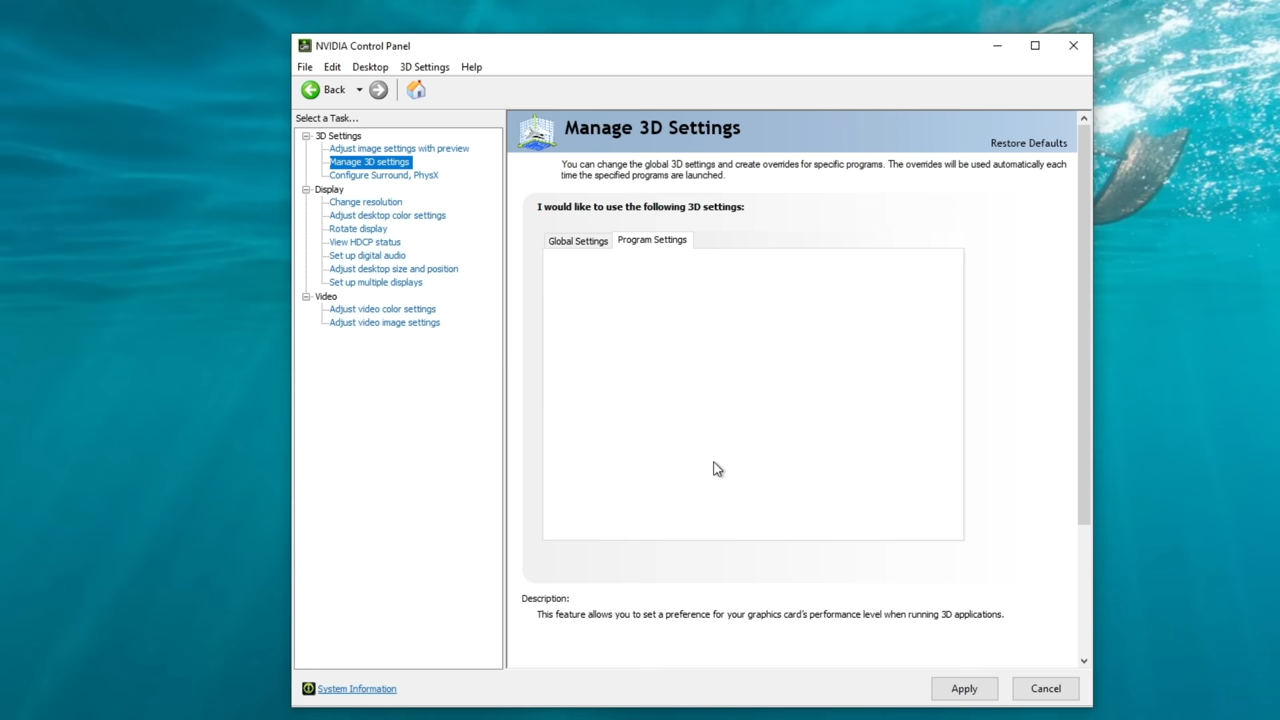 NVIDIA Control Panel
File Edit Desktop 3D Settings Help
Back
Select a Task...
3D Settings
Adjust image settings with preview
Manage 3D settings
Configure Surround, PhysX
Display
Change resolution
Adjust desktop color settings
Rotate display
View HDCP status
Set up digital audio
Adjust desktop size and position
Set up multiple displays
Video
Adjust video color settings
Adjust video image settings
Manage 3D Settings
Restore Defaults
You can change the global 3D settings and create overrides for specific programs. The overrides will be used automatically each
time the specified programs are launched.
I would like to use the following 3D settings:
Global Settings Program Settings
Description:
This feature allows you to set a preference for your graphics card's performance level when running 3D applications.
System Information
Apply Cancel